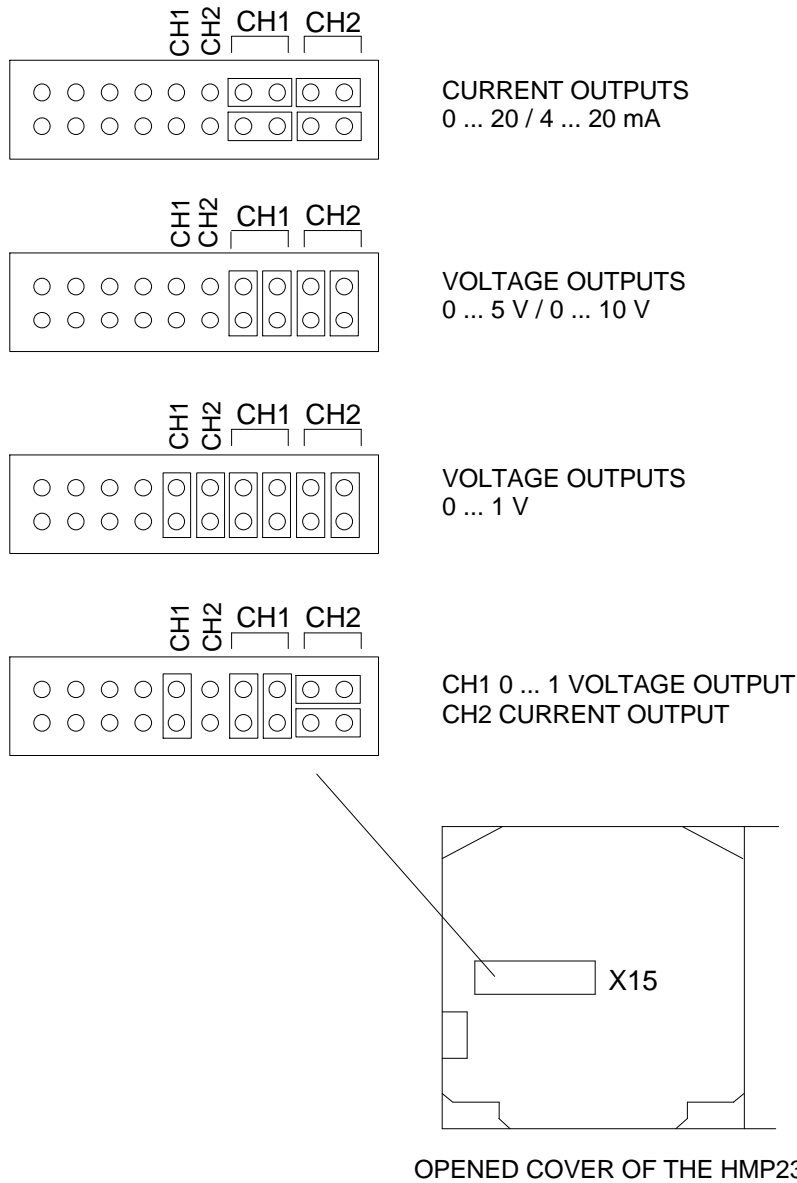 CH1 CH2 CH1 CH2
CURRENT OUTPUTS
0 ... 20 / 4 ... 20 mA
CH1 CH2 CH1 CH2
VOLTAGE OUTPUTS
0 ... 5 V / 0 ... 10 V
CH1 CH2 CH1 CH2
VOLTAGE OUTPUTS
0 ... 1 V
CH1 CH2 CH1 CH2
CH1 0 ... 1 VOLTAGE OUTPUT
CH2 CURRENT OUTPUT
X15
OPENED COVER OF THE